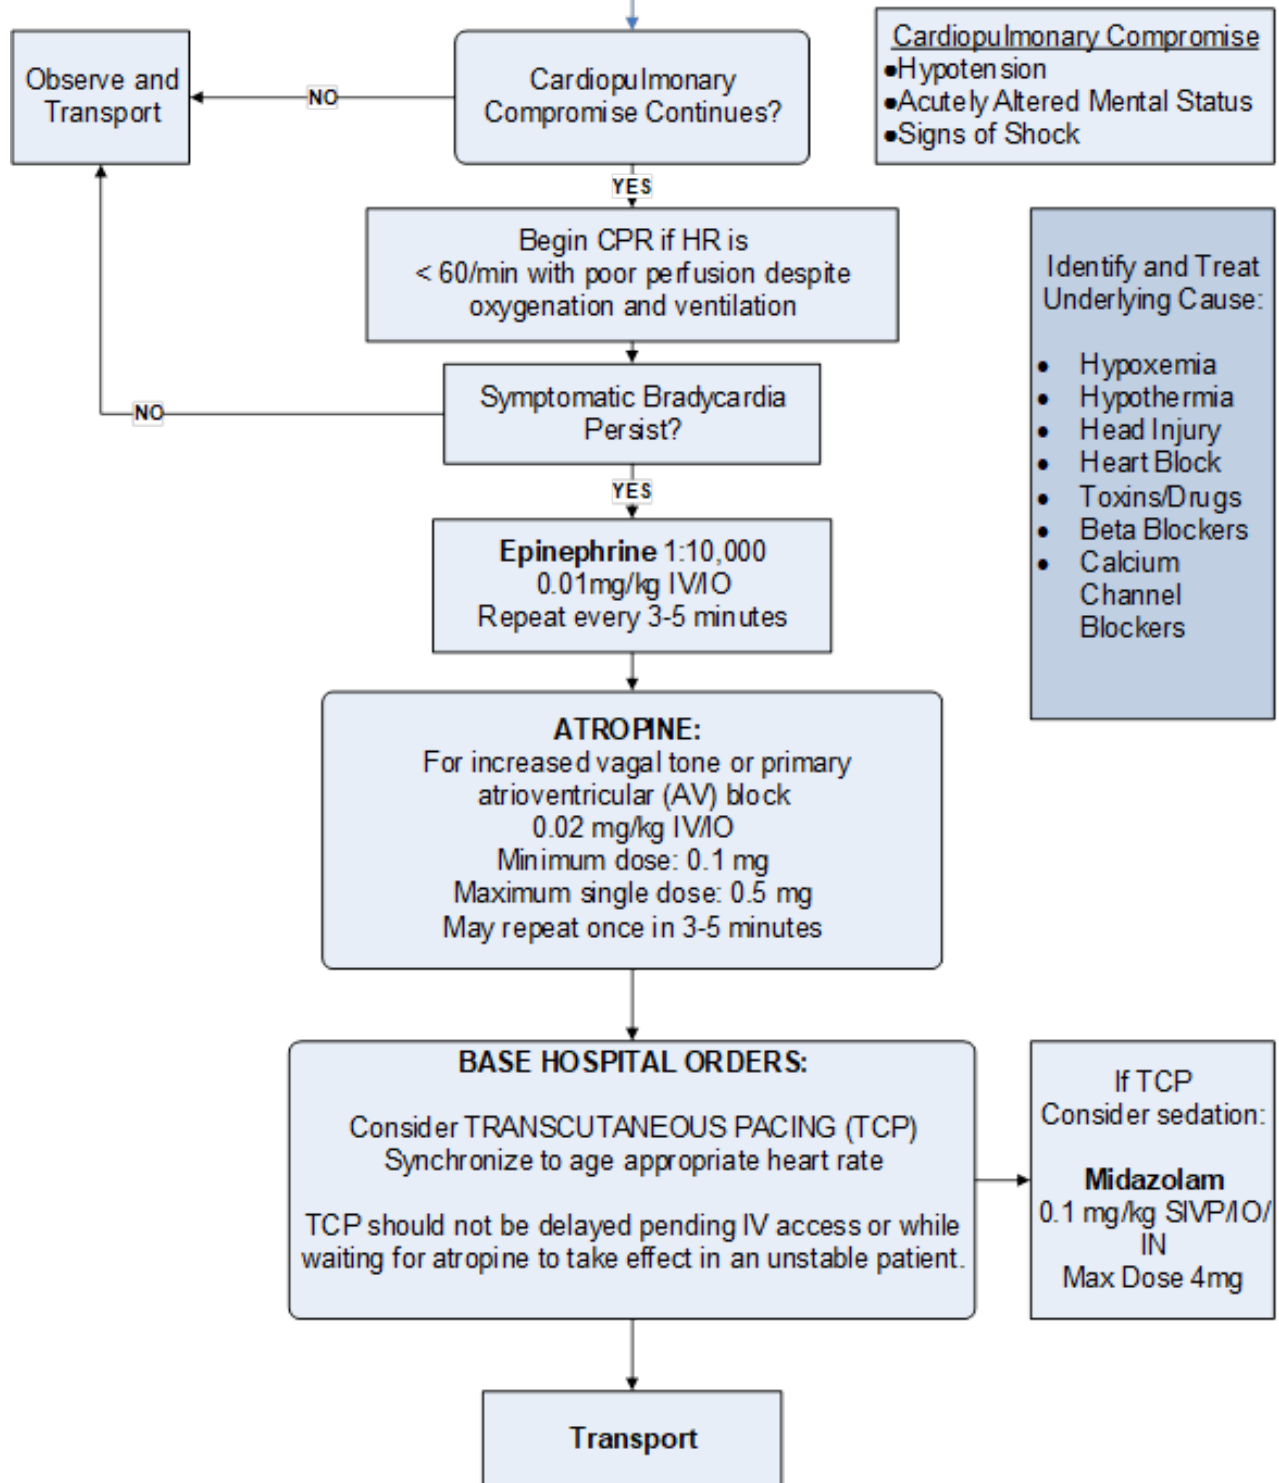 Observe and
Transport
NO
Cardiopulmonary
Compromise Continues?
Cardiopulmonary Compromise
●Hypotension
●Acutely Altered Mental Status
●Signs of Shock
YES
Begin CPR if HR is
< 60/min with poor perfusion despite
oxygenation and ventilation
Identify and Treat
Underlying Cause:
● Hypoxemia
● Hypothermia
● Head Injury
● Heart Block
● Toxins/Drugs
● Beta Blockers
● Calcium
Channel
Blockers
NO
Symptomatic Bradycardia
Persist?
YES
Epinephrine 1:10,000
0.01mg/kg IV/IO
Repeat every 3-5 minutes
ATROPINE:
For increased vagal tone or primary
atrioventricular (AV) block
0.02 mg/kg IV/IO
Minimum dose: 0.1 mg
Maximum single dose: 0.5 mg
May repeat once in 3-5 minutes
BASE HOSPITAL ORDERS:
Consider TRANSCUTANEOUS PACING (TCP)
Synchronize to age appropriate heart rate
TCP should not be delayed pending IV access or while
waiting for atropine to take effect in an unstable patient.
If TCP
Consider sedation:
Midazolam
0.1 mg/kg SIVP/IO/
IN
Max Dose 4mg
Transport